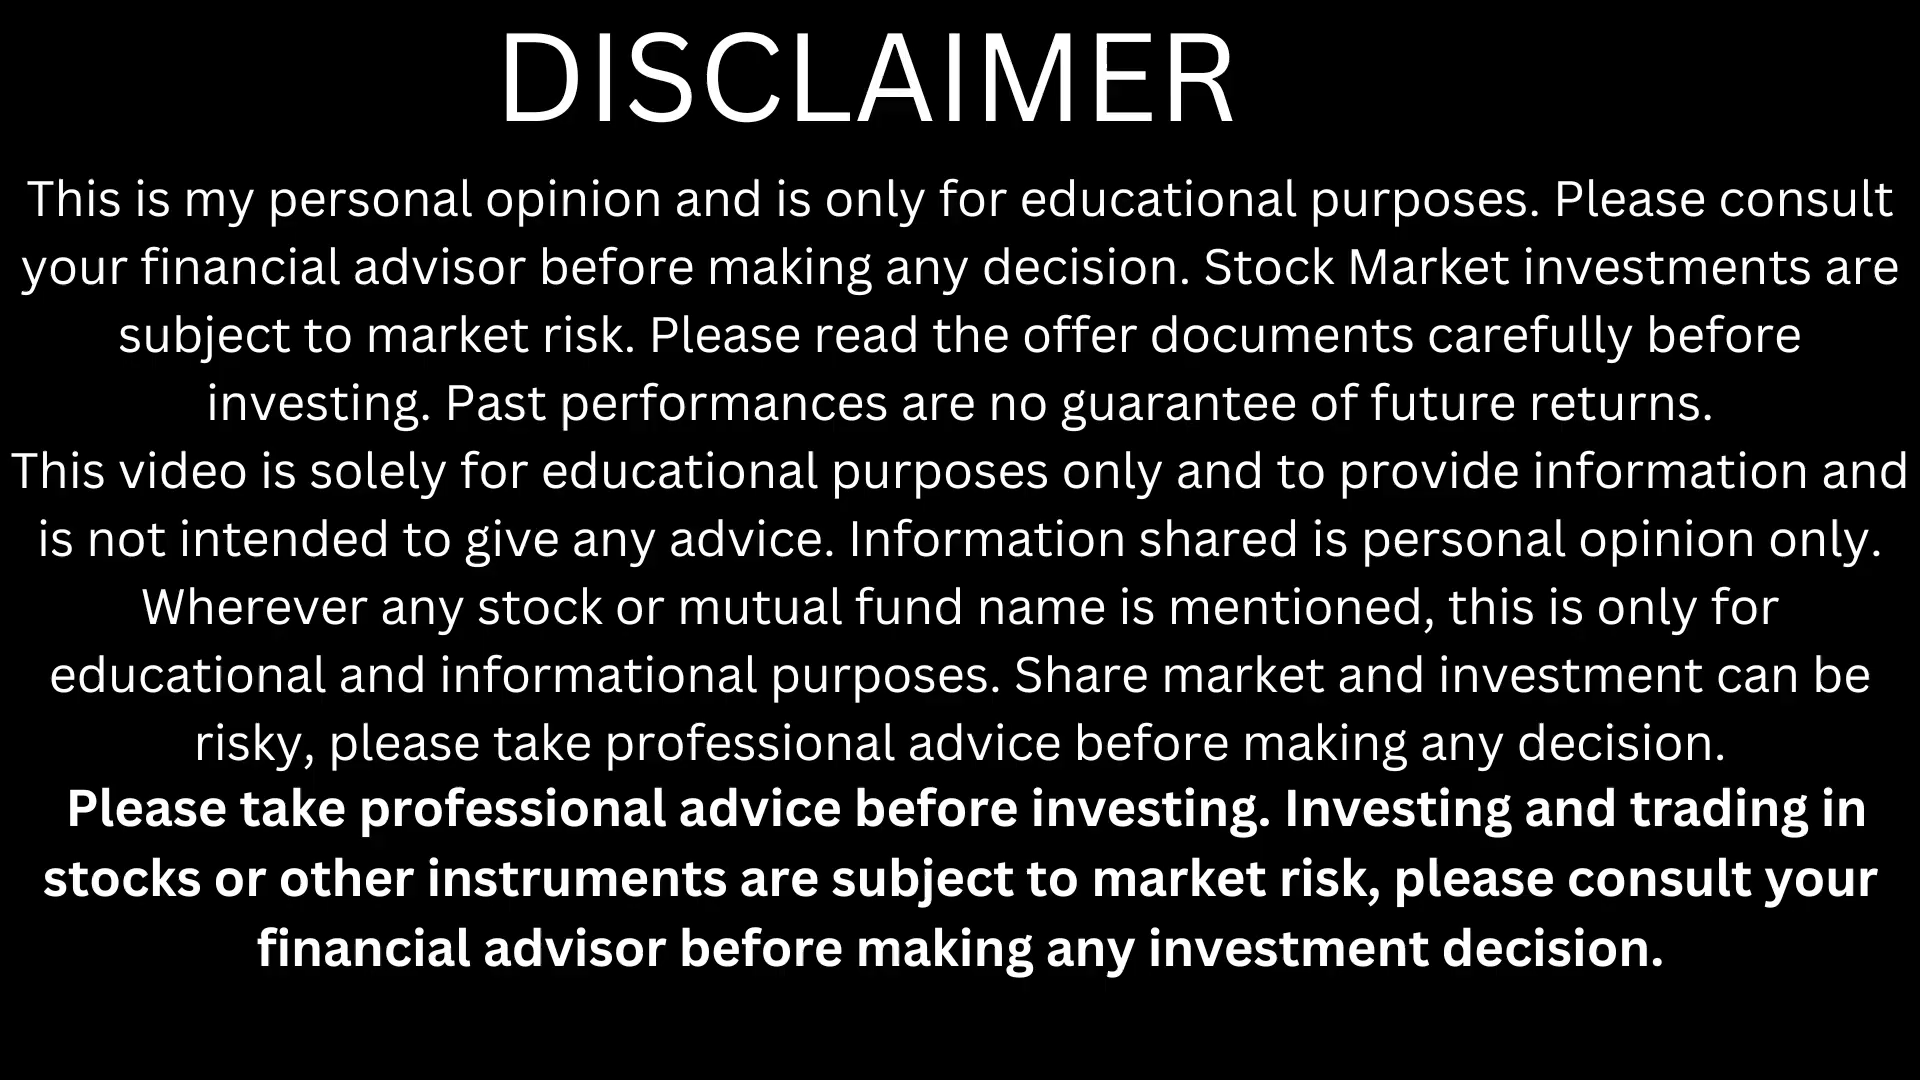 DISCLAIMER
This is my personal opinion and is only for educational purposes. Please consult
your financial advisor before making any decision. Stock Market investments are
subject to market risk. Please read the offer documents carefully before
investing. Past performances are no guarantee of future returns.
This video is solely for educational purposes only and to provide information and
is not intended to give any advice. Information shared is personal opinion only.
Wherever any stock or mutual fund name is mentioned, this is only for
educational and informational purposes. Share market and investment can be
risky, please take professional advice before making any decision.
Please take professional advice before investing. Investing and trading in
stocks or other instruments are subject to market risk, please consult your
financial advisor before making any investment decision.